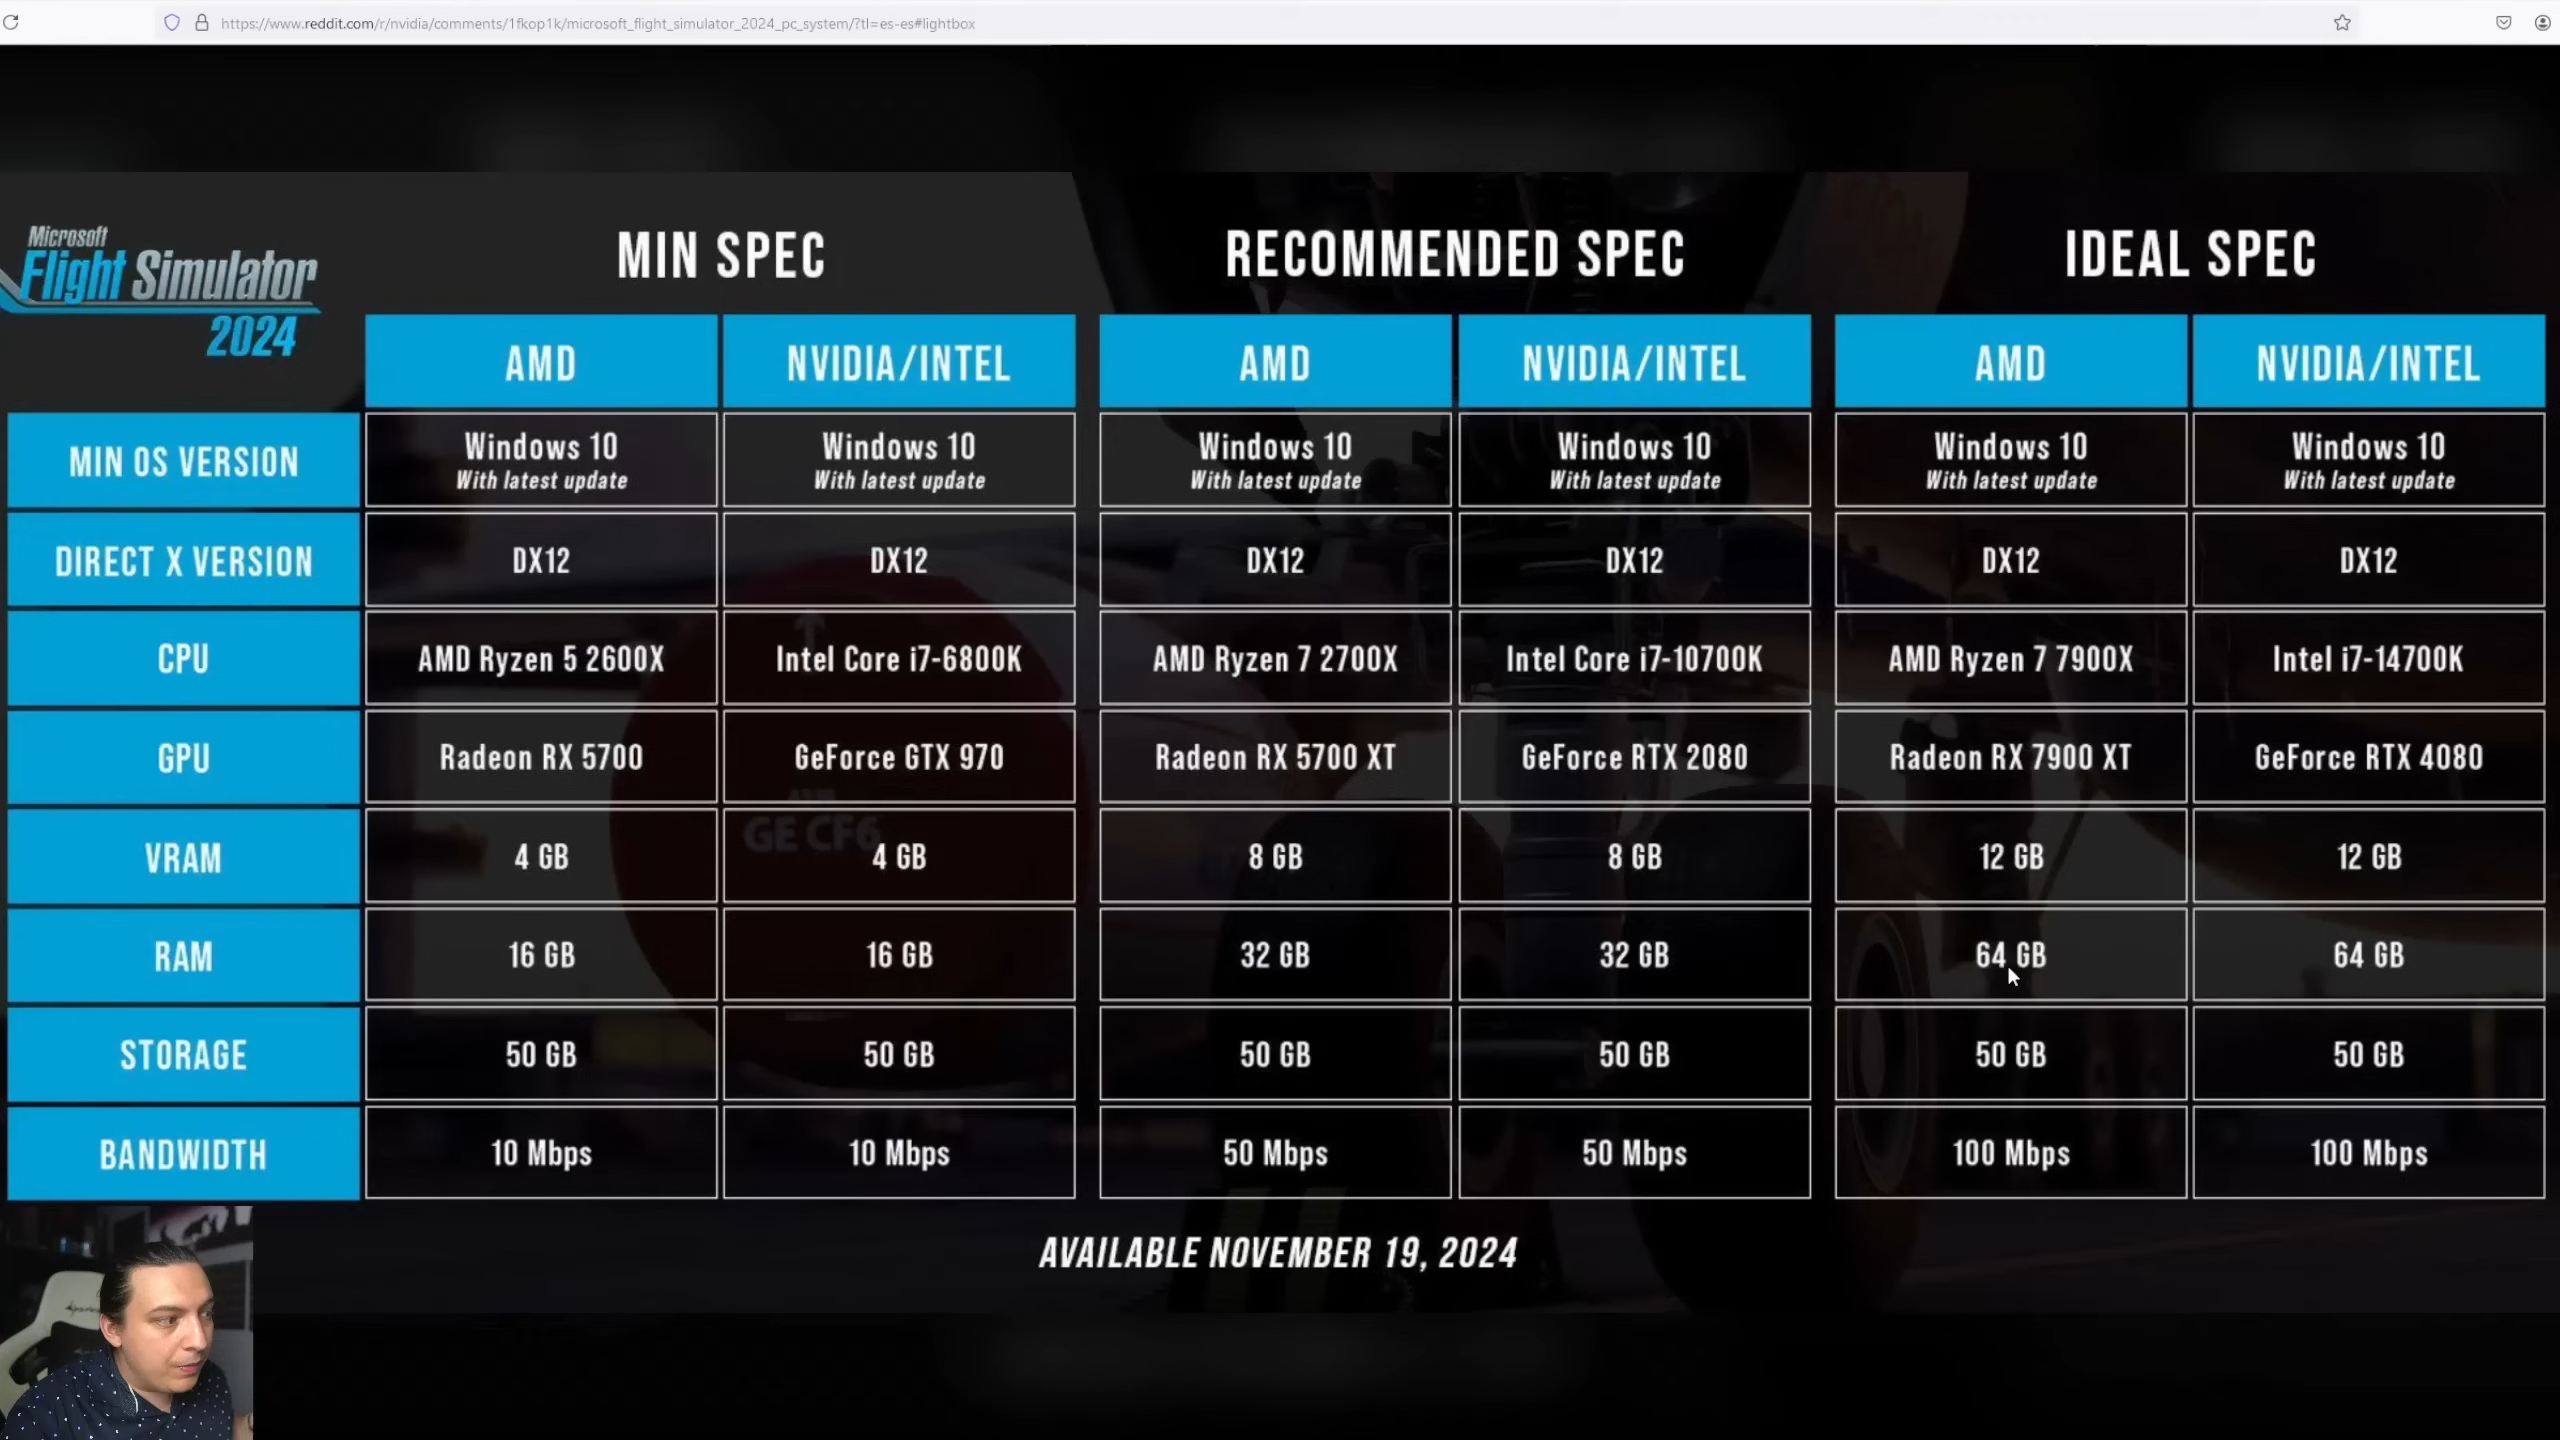 https://www.reddit.com/r/nvidia/comments/1fkop1k/microsoft_flight_simulator_2024_pc_system/?tl=es-es#lightbox
Microsoft
Flight Simulator
2024
MIN SPEC
RECOMMENDED SPEC
IDEAL SPEC
AMD
NVIDIA/INTEL
AMD
NVIDIA/INTEL
AMD
NVIDIA/INTEL
MIN OS VERSION
Windows 10
With latest update
Windows 10
With latest update
Windows 10
With latest update
Windows 10
With latest update
Windows 10
With latest update
Windows 10
With latest update
DIRECT X VERSION
DX12
DX12
DX12
DX12
DX12
DX12
CPU
AMD Ryzen 5 2600X
Intel Core i7-6800K
AMD Ryzen 7 2700X
Intel Core i7-10700K
AMD Ryzen 7 7900X
Intel i7-14700K
GPU
Radeon RX 5700
GeForce GTX 970
Radeon RX 5700 XT
GeForce RTX 2080
Radeon RX 7900 XT
GeForce RTX 4080
GE CF6
VRAM
4 GB
4 GB
8 GB
8 GB
12 GB
12 GB
RAM
16 GB
16 GB
32 GB
32 GB
64 GB
64 GB
STORAGE
50 GB
50 GB
50 GB
50 GB
50 GB
50 GB
BANDWIDTH
10 Mbps
10 Mbps
50 Mbps
50 Mbps
100 Mbps
100 Mbps
AVAILABLE NOVEMBER 19, 2024